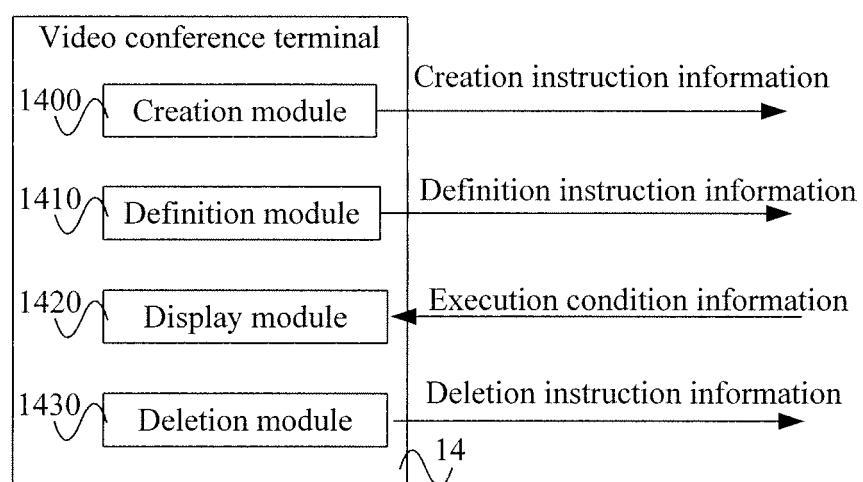 Video conference terminal
1400
Creation module
Creation instruction information
1410
Definition module
Definition instruction information
1420
Display module
Execution condition information
1430
Deletion module
Deletion instruction information
14